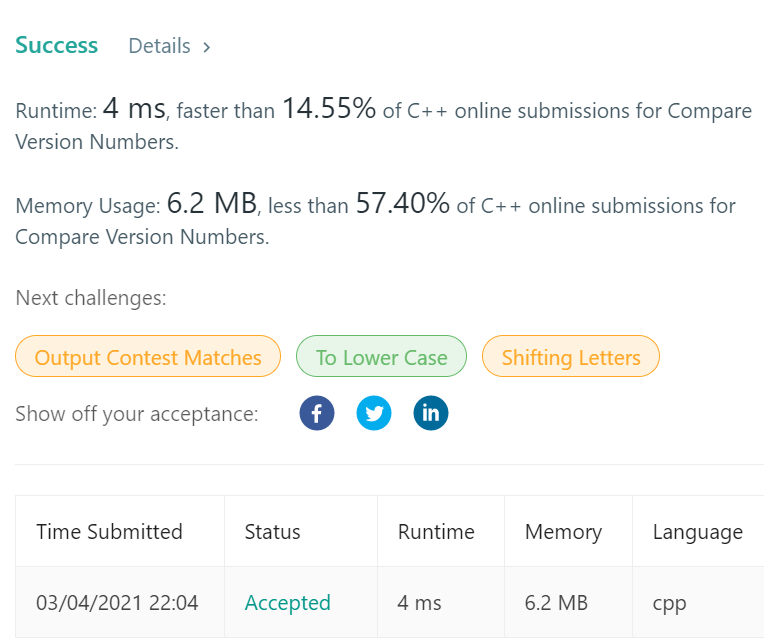 Success Details >
Runtime: 4 ms, faster than 14.55% of C++ online submissions for Compare
Version Numbers.
Memory Usage: 6.2 MB, less than 57.40% of C++ online submissions for
Compare Version Numbers.
Next challenges:
Output Contest Matches To Lower Case Shifting Letters
Show off your acceptance: f in
Time Submitted Status Runtime Memory Language
03/04/2021 22:04 Accepted 4 ms 6.2 MB cpp